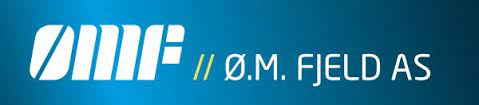 ØMF // Ø.M. FJELD AS